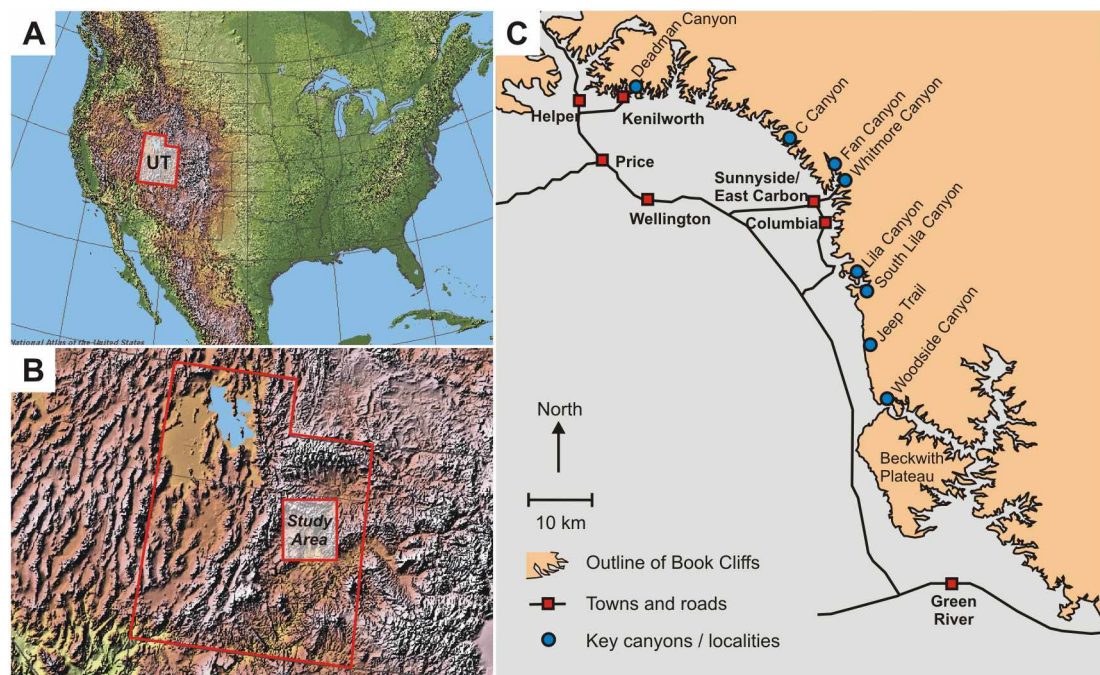 A
UT
National Atlas of the United States
B
Study
Area
C
Deadman Canyon
Helper
Kenilworth
C Canyon
Fan Canyon
Whitmore Canyon
Price
Sunnyside/
East Carbon
Wellington
Columbia
Lila Canyon
South Lila Canyon
Jeep Trail
Woodside Canyon
North
10 km
Beckwith
Plateau
Outline of Book Cliffs
Towns and roads
Green
River
Key canyons / localities